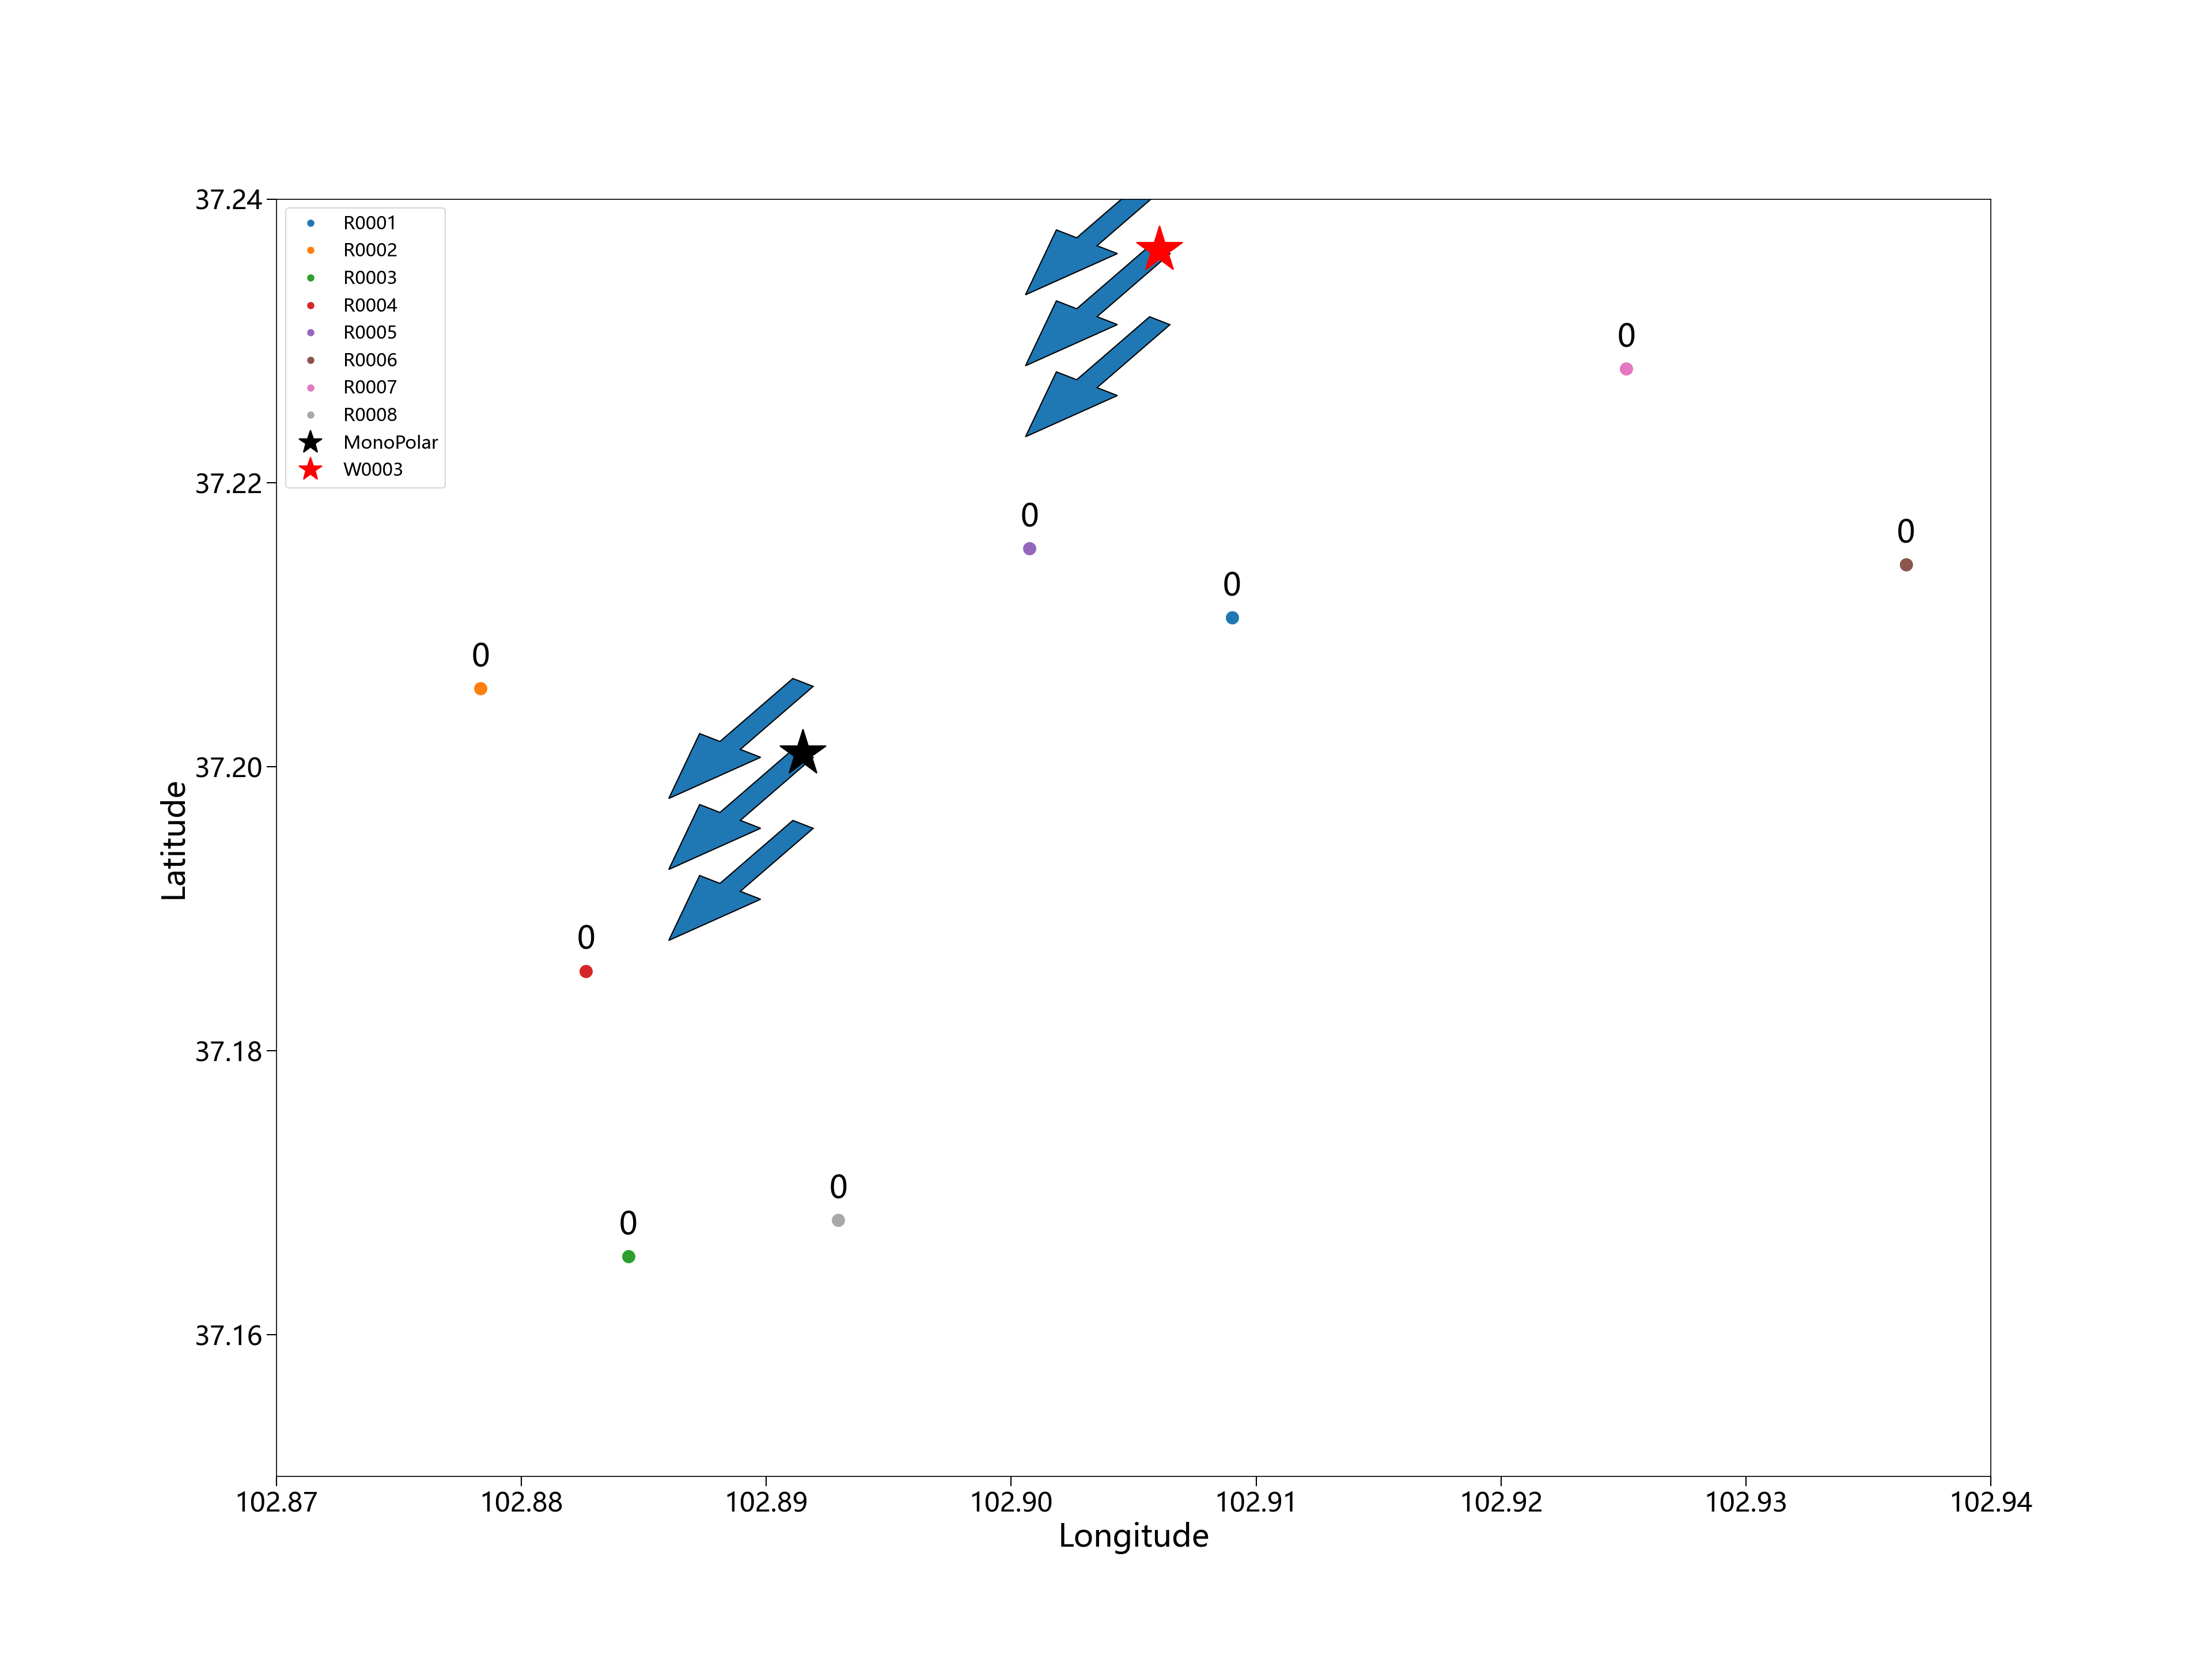 37.24
R0001
R0002
R0003
R0004
R0005
R0006
R0007
R0008
MonoPolar
W0003
0
37.22
0
0
0
0
37.20
Latitude
0
37.18
0
0
37.16
102.87 102.88 102.89 102.90 102.91 102.92 102.93 102.94
Longitude